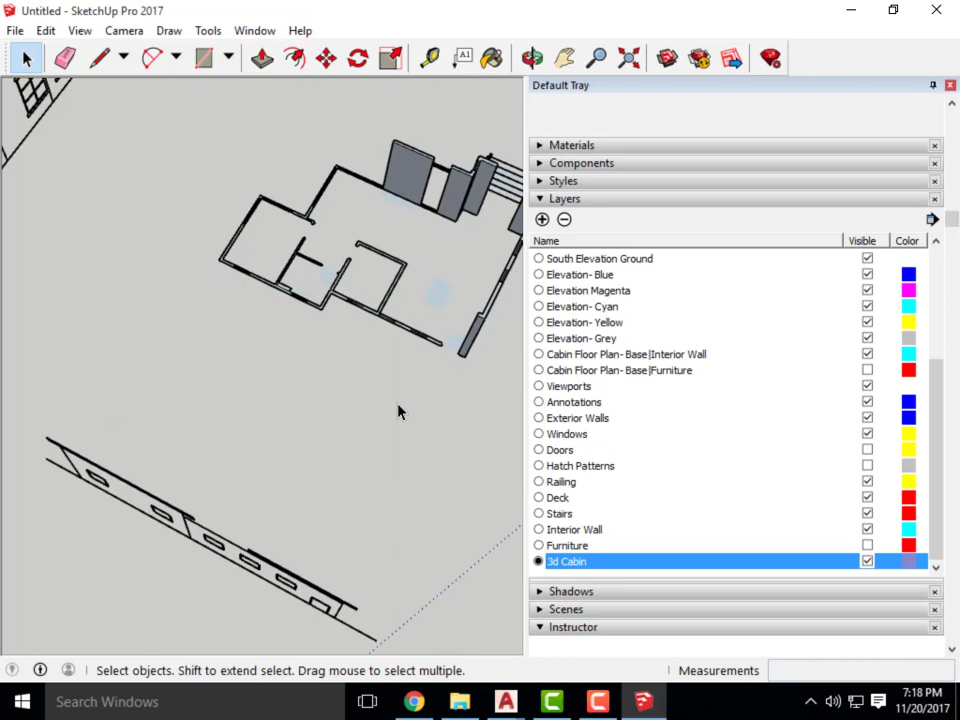 Untitled - SketchUp Pro 2017
File Edit View Camera Draw Tools Window Help
A1
Default Tray
Materials
Components
Styles
Layers
Name Visible Color
South Elevation Ground
Elevation- Blue
Elevation Magenta
Elevation- Cyan
Elevation- Yellow
Elevation- Grey
Cabin Floor Plan- Base|Interior Wall
Cabin Floor Plan- Base|Furniture
Viewports
Annotations
Exterior Walls
Windows
Doors
Hatch Patterns
Railing
Deck
Stairs
Interior Wall
Furniture
3d Cabin
Shadows
Scenes
Instructor
Select objects. Shift to extend select. Drag mouse to select multiple.
Measurements
Search Windows
7:18 PM
11/20/2017